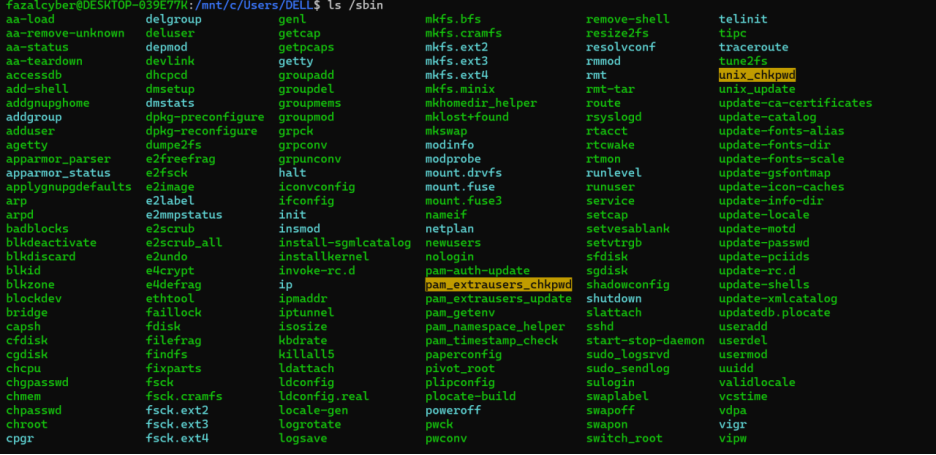 fazalcyber@DESKTOP-039E77K:/mnt/c/Users/DELL$ ls /sbin
aa-load delgroup genl mkfs.bfs remove-shell telinit
aa-remove-unknown deluser getcap mkfs.cramfs resize2fs tipc
aa-status depmod getpcaps mkfs.ext2 resolvconf traceroute
aa-teardown devlink getty mkfs.ext3 rmmod tune2fs
accessdb dhcpcd groupadd mkfs.ext4 rmt unix_chkpwd
add-shell dmsetup groupdel mkfs.minix rmt-tar unix_update
addgnupghome dmstats groupmems mkhomedir_helper route update-ca-certificates
addgroup dpkg-preconfigure groupmod mklost+found rsyslogd update-catalog
adduser dpkg-reconfigure grpck mkswap rtacct update-fonts-alias
agetty dumpe2fs grpconv modinfo rtcwake update-fonts-dir
apparmor_parser e2freefrag grpunconv modprobe rtmon update-fonts-scale
apparmor_status e2fsck halt mount.drvfs runlevel update-gsfontmap
applygnupgdefaults e2image iconvconfig mount.fuse runuser update-icon-caches
arp e2label ifconfig mount.fuse3 service update-info-dir
arpd e2mmpstatus init nameif setcap update-locale
badblocks e2scrub insmod netplan setvesablank update-motd
blkdeactivate e2scrub_all install-sgmlcatalog newusers setvtrgb update-passwd
blkdiscard e2undo installkernel nologin sfdisk update-pciids
blkid e4crypt invoke-rc.d pam-auth-update sgdisk update-rc.d
blkzone e4defrag ip pam_extrausers_chkpwd shadowconfig update-shells
blockdev ethtool ipmaddr pam_extrausers_update shutdown update-xmlcatalog
bridge faillock iptunnel pam_getenv slattach updatedb.plocate
capsh fdisk isosize pam_namespace_helper sshd useradd
cfdisk filefrag kbdrate pam_timestamp_check start-stop-daemon userdel
cgdisk findfs killall5 paperconfig sudo_logsrvd usermod
chcpu fixparts ldattach pivot_root sudo_sendlog uuidd
chgpasswd fsck ldconfig plipconfig sulogin validlocale
chmem fsck.cramfs ldconfig.real plocate-build swaplabel vcstime
chpasswd fsck.ext2 locale-gen poweroff swapoff vdpa
chroot fsck.ext3 logrotate pwck swapon vigr
cpgr fsck.ext4 logsave pwconv switch_root vipw